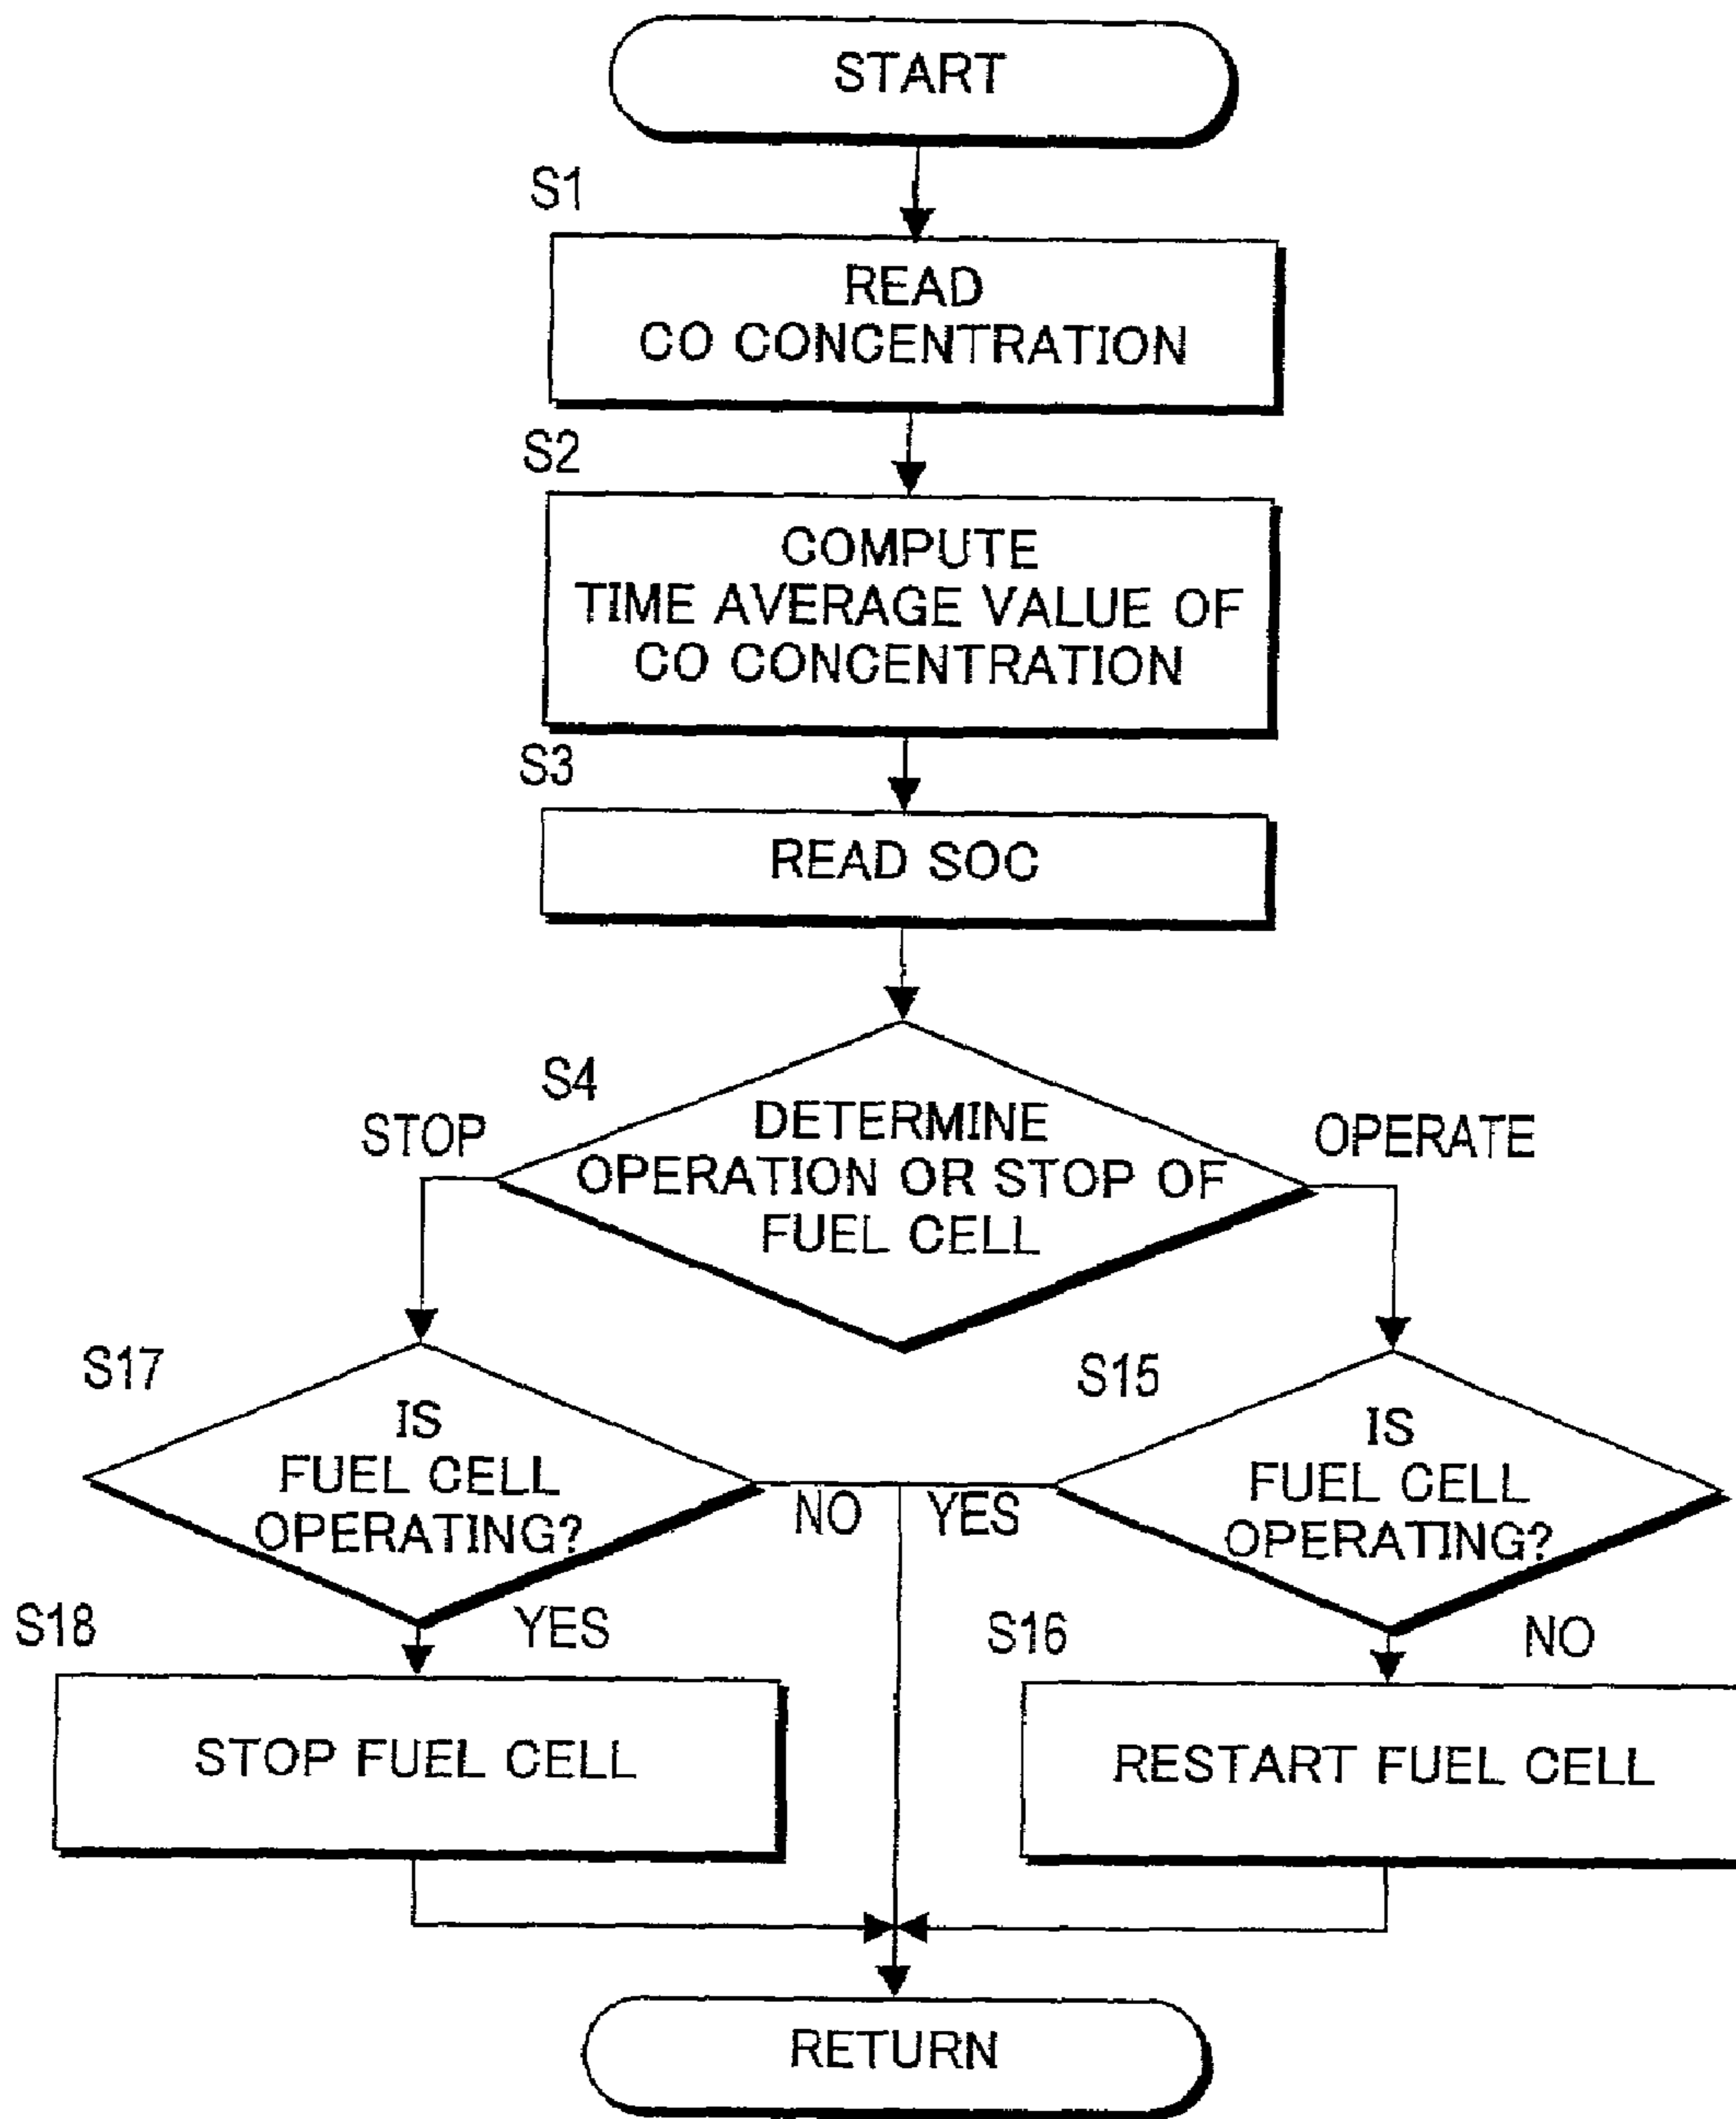 START
S1
READ
CO CONCENTRATION
S2
COMPUTE
TIME AVERAGE VALUE OF
CO CONCENTRATION
S3
READ SOC
S4
STOP
DETERMINE
OPERATION OR STOP OF
FUEL CELL
OPERATE
S17
IS
FUEL CELL
OPERATING?
NO
YES
S15
IS
FUEL CELL
OPERATING?
S18
YES
STOP FUEL CELL
S16
NO
RESTART FUEL CELL
RETURN